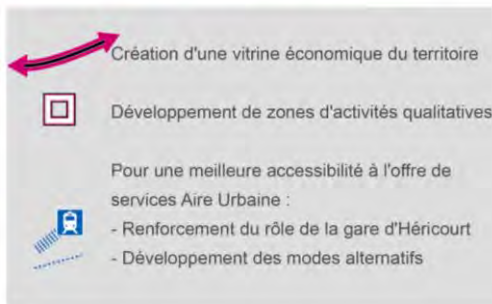 Création d'une vitrine économique du territoire
Développement de zones d'activités qualitatives
Pour une meilleure accessibilité à l'offre de
services Aire Urbaine :
- Renforcement du rôle de la gare d'Héricourt
- Développement des modes alternatifs